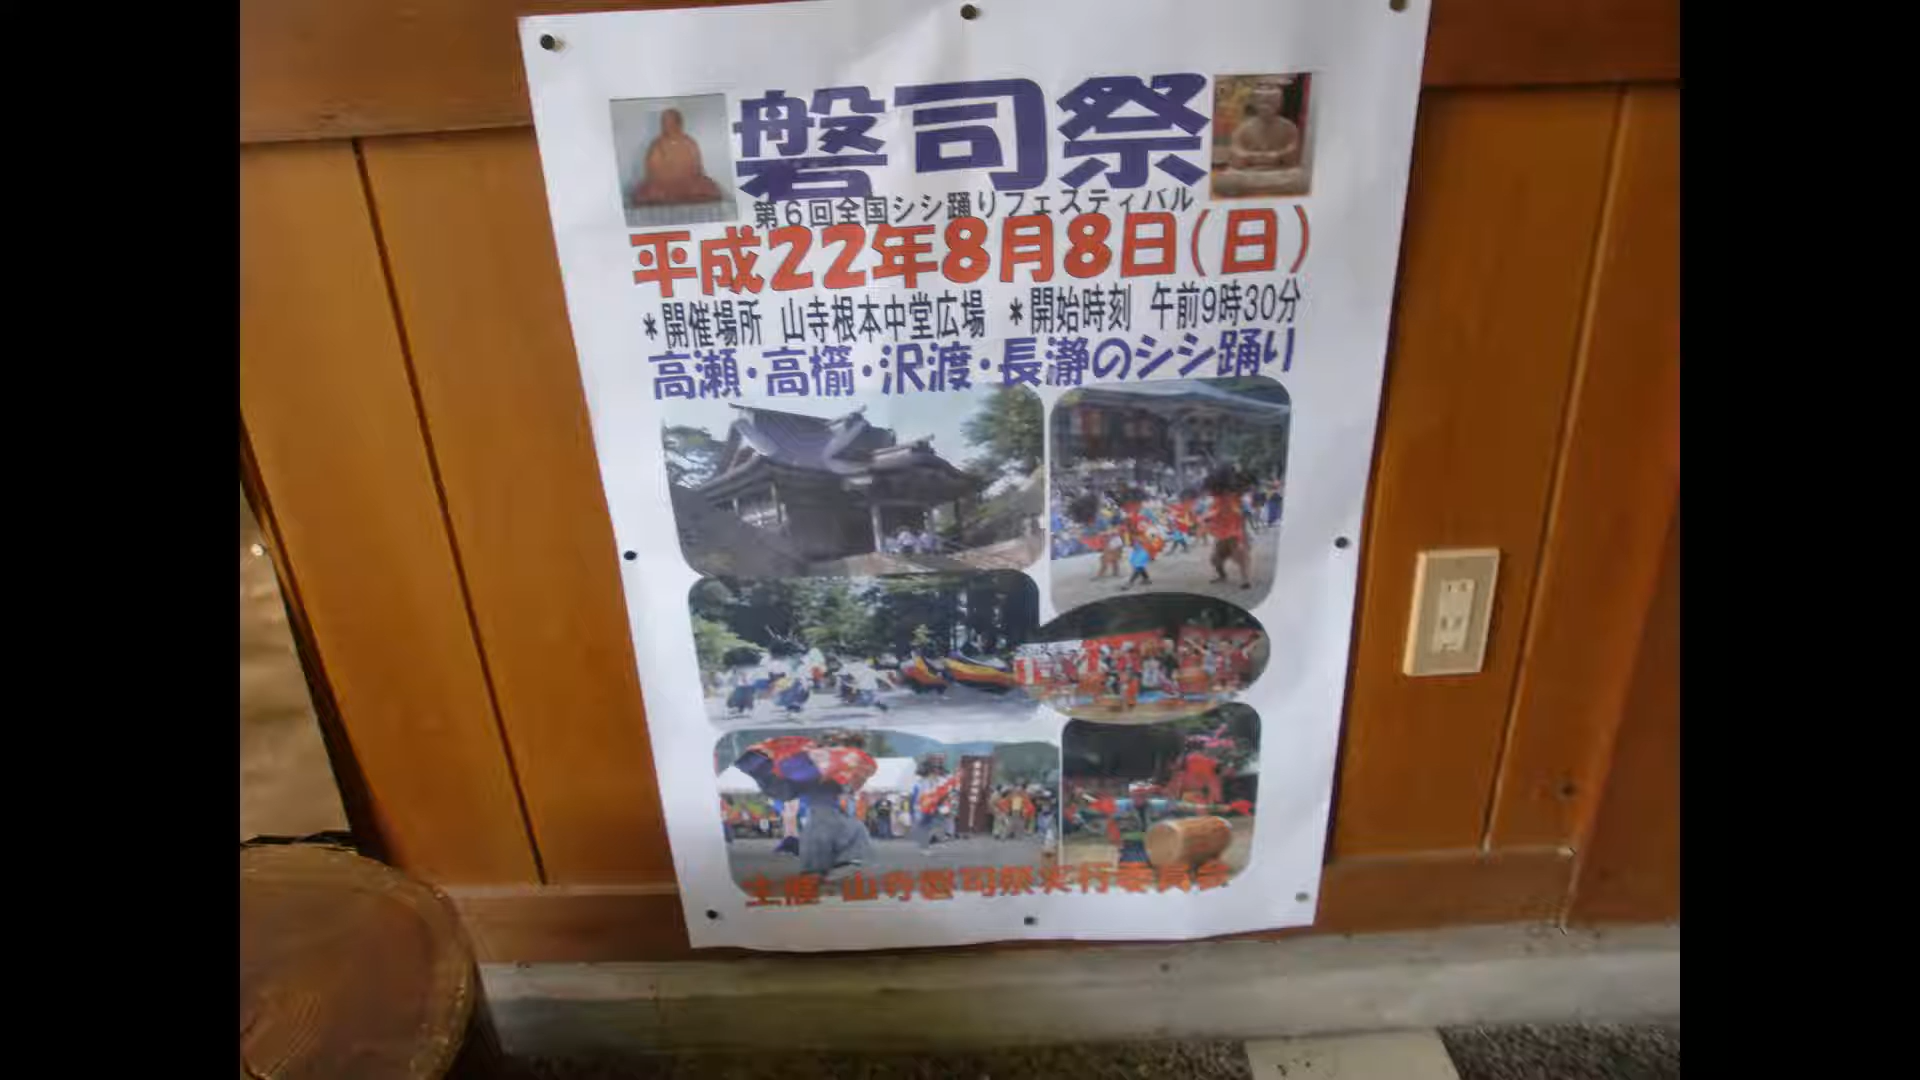 磐司祭
第6回全国シシ踊りフェスティバル
平成22年8月8日(日)
*開催場所 山寺根本中堂広場 *開始時刻 午前9時30分
高瀬・高櫤・沢渡・長瀞のシシ踊り
主催・山寺磐司祭実行委員会